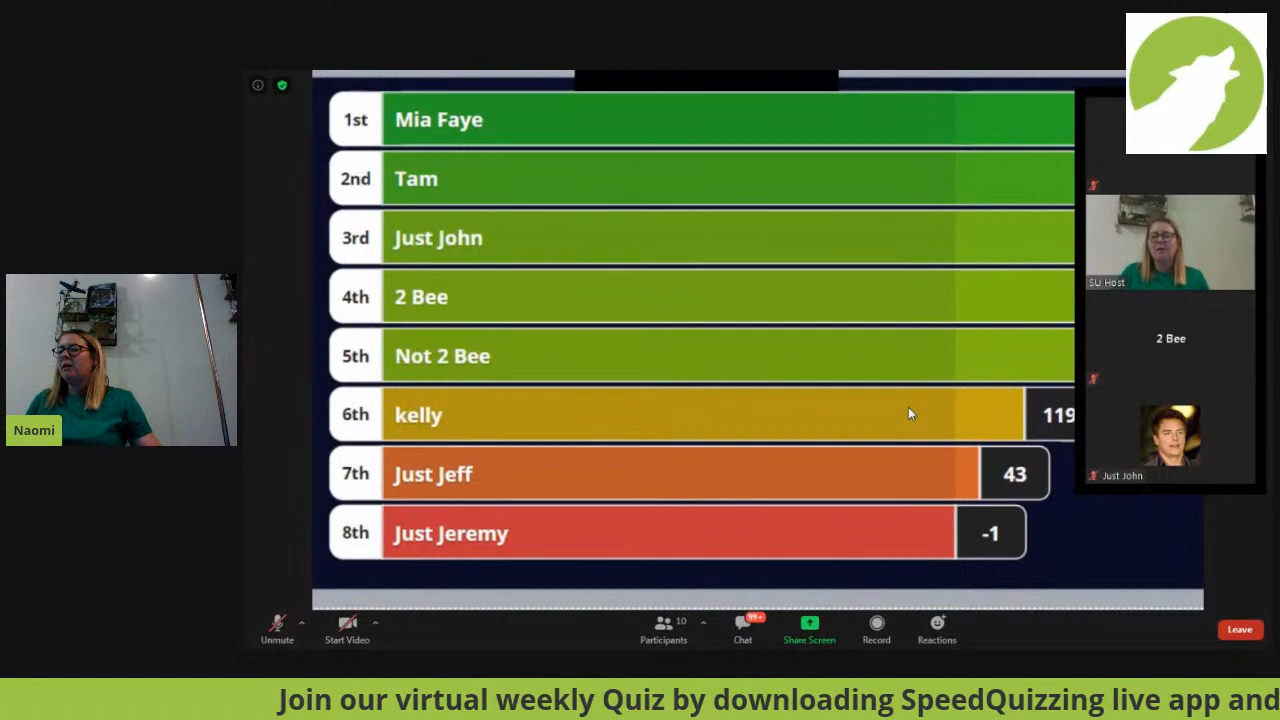 1st Mia Faye
2nd Tam
3rd Just John
4th 2 Bee
5th Not 2 Bee
6th kelly 119
7th Just Jeff 43
8th Just Jeremy -1
SU Host
2 Bee
Just John
Naomi
Unmute
Start Video
Participants 10
Chat 99+
Share Screen
Record
Reactions
Leave
Join our virtual weekly Quiz by downloading SpeedQuizzing live app and